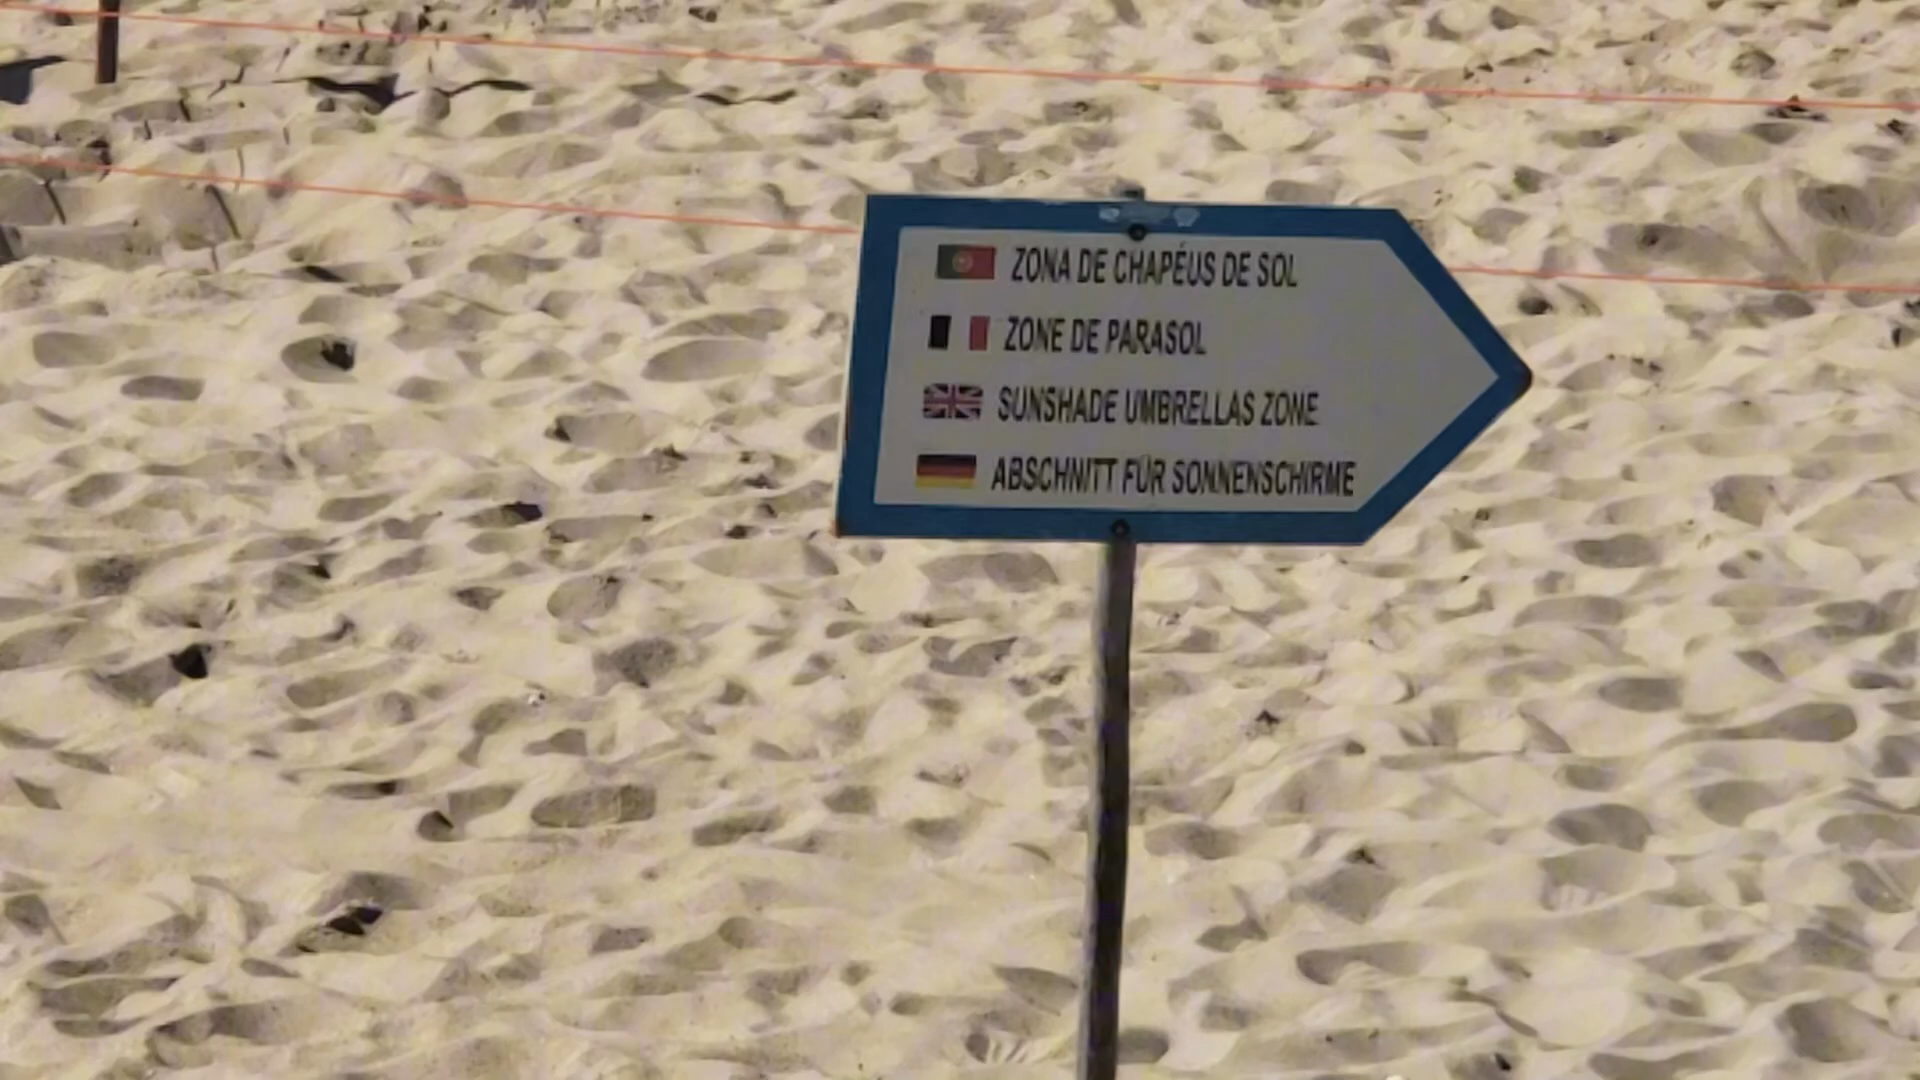 ZONA DE CHAPÉUS DE SOL
ZONE DE PARASOL
SUNSHADE UMBRELLAS ZONE
ABSCHNITT FÜR SONNENSCHIRME